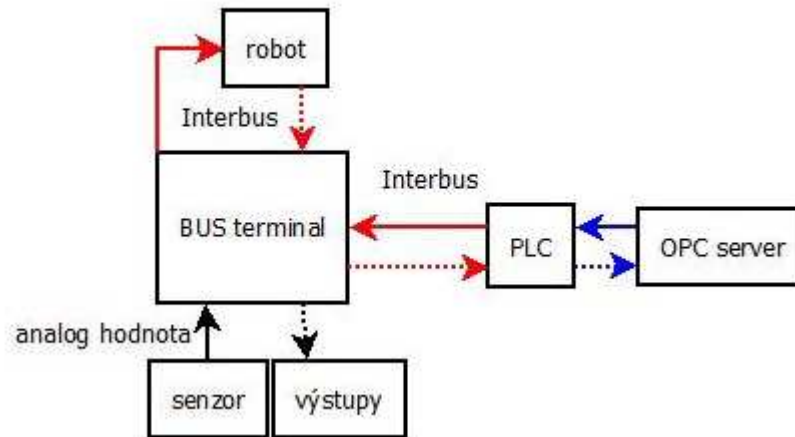 robot
Interbus
Interbus
BUS terminal
PLC
OPC server
analog hodnota
senzor
výstupy